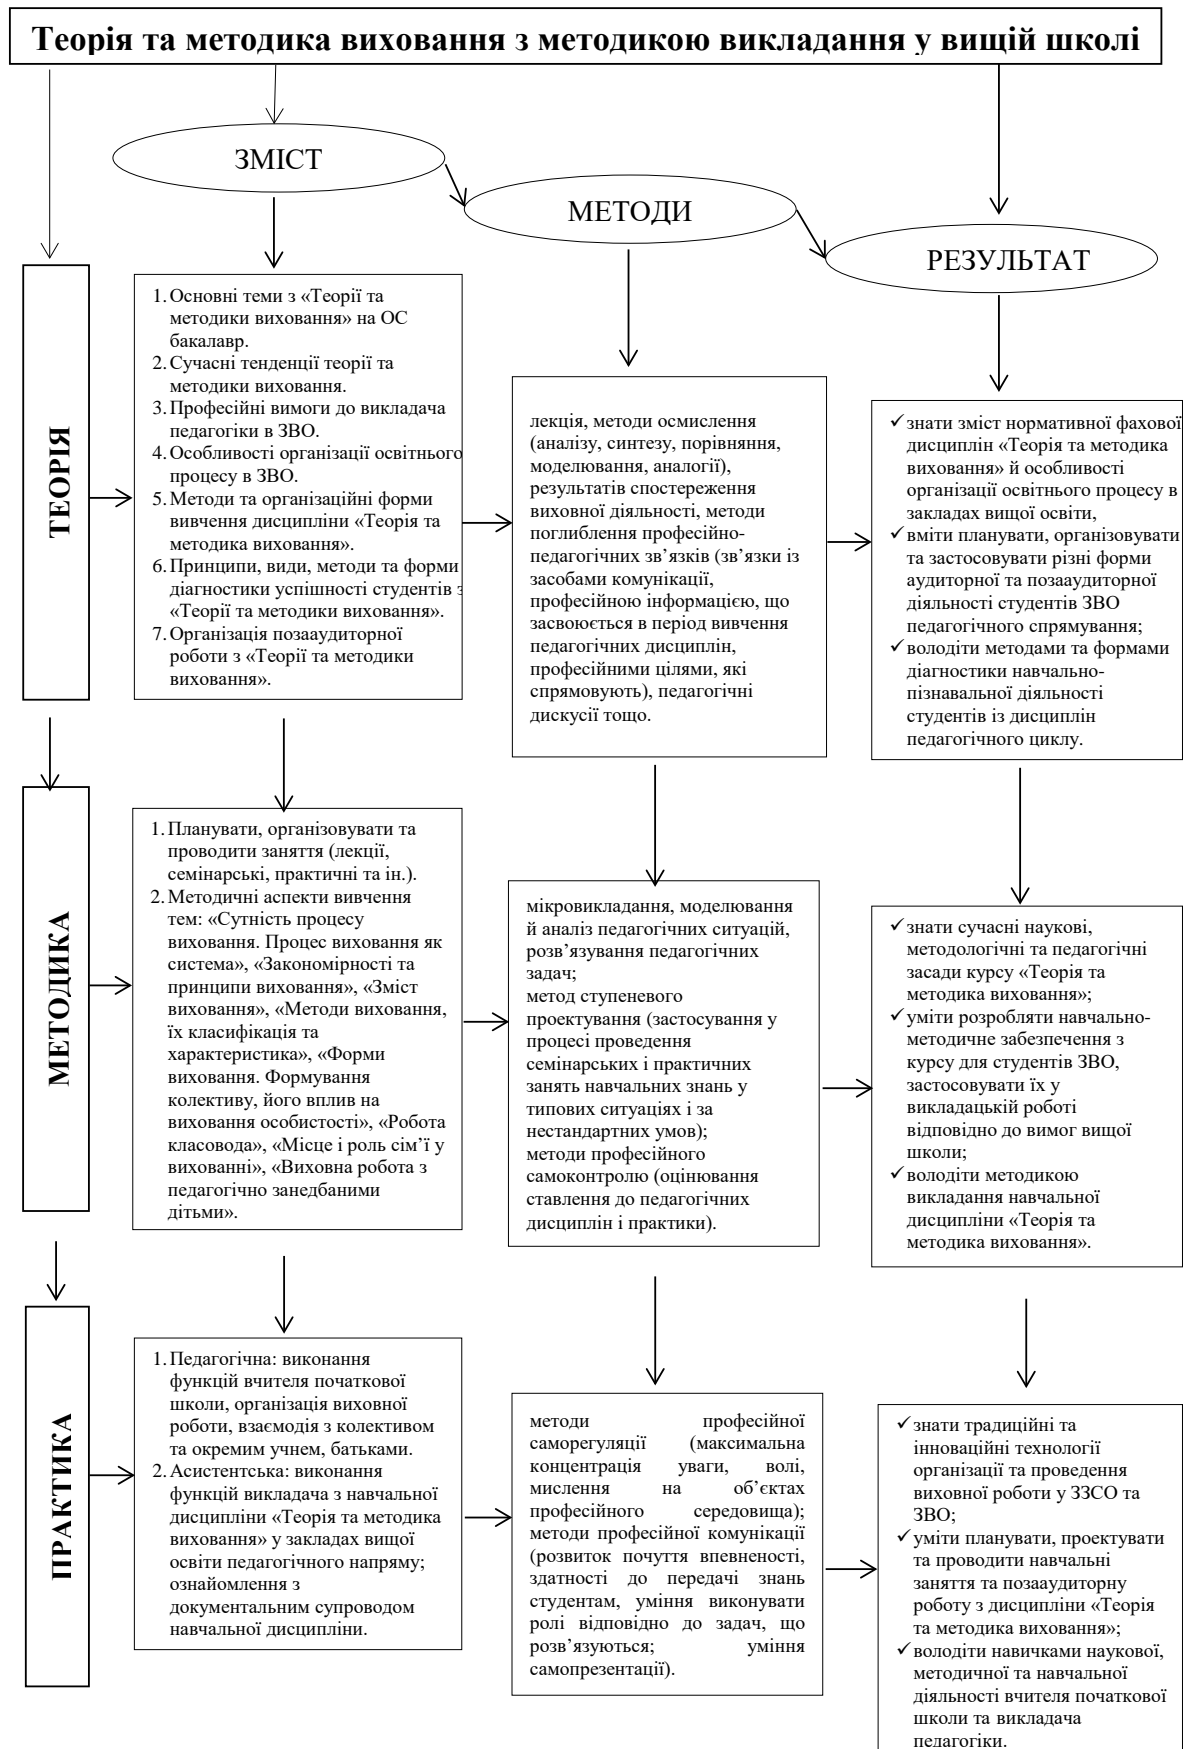 Теорія та методика виховання з методикою викладання у вищій школі
ЗМІСТ
МЕТОДИ
РЕЗУЛЬТАТ
ТЕОРІЯ
1. Основні теми з «Теорії та
методики виховання» на ОС
бакалавр.
2. Сучасні тенденції теорії та
методики виховання.
3. Професійні вимоги до викладача
педагогіки в ЗВО.
4. Особливості організації освітнього
процесу в ЗВО.
5. Методи та організаційні форми
вивчення дисципліни «Теорія та
методика виховання».
6. Принципи, види, методи та форми
діагностики успішності студентів з
«Теорії та методики виховання».
7. Організація позааудиторної
роботи з «Теорії та методики
виховання».
лекція, методи осмислення
(аналізу, синтезу, порівняння,
моделювання, аналогії),
результатів спостереження
виховної діяльності, методи
поглиблення професійно-
педагогічних зв’язків (зв’язки із
засобами комунікації,
професійною інформацією, що
засвоюється в період вивчення
педагогічних дисциплін,
професійними цілями, які
спрямовують), педагогічні
дискусії тощо.
✓ знати зміст нормативної фахової
дисциплін «Теорія та методика
виховання» й особливості
організації освітнього процесу в
закладах вищої освіти,
✓ вміти планувати, організовувати
та застосовувати різні форми
аудиторної та позааудиторної
діяльності студентів ЗВО
педагогічного спрямування;
✓ володіти методами та формами
діагностики навчально-
пізнавальної діяльності
студентів із дисциплін
педагогічного циклу.
МЕТОДИКА
1. Планувати, організовувати та
проводити заняття (лекції,
семінарські, практичні та ін.).
2. Методичні аспекти вивчення
тем: «Сутність процесу
виховання. Процес виховання як
система», «Закономірності та
принципи виховання», «Зміст
виховання», «Методи виховання,
їх класифікація та
характеристика», «Форми
виховання. Формування
колективу, його вплив на
виховання особистості», «Робота
класовода», «Місце і роль сім’ї у
вихованні», «Виховна робота з
педагогічно занедбаними
дітьми».
мікровикладання, моделювання
й аналіз педагогічних ситуацій,
розв’язування педагогічних
задач;
метод ступеневого
проектування (застосування у
процесі проведення
семінарських і практичних
занять навчальних знань у
типових ситуаціях і за
нестандартних умов);
методи професійного
самоконтролю (оцінювання
ставлення до педагогічних
дисциплін і практики).
✓ знати сучасні наукові,
методологічні та педагогічні
засади курсу «Теорія та
методика виховання»;
✓ уміти розробляти навчально-
методичне забезпечення з
курсу для студентів ЗВО,
застосовувати їх у
викладацькій роботі
відповідно до вимог вищої
школи;
✓ володіти методикою
викладання навчальної
дисципліни «Теорія та
методика виховання».
ПРАКТИКА
1. Педагогічна: виконання
функцій вчителя початкової
школи, організація виховної
роботи, взаємодія з колективом
та окремим учнем, батьками.
2. Асистентська: виконання
функцій викладача з навчальної
дисципліни «Теорія та методика
виховання» у закладах вищої
освіти педагогічного напряму;
ознайомлення з
документальним супроводом
навчальної дисципліни.
методи професійної
саморегуляції (максимальна
концентрація уваги, волі,
мислення на об’єктах
професійного середовища);
методи професійної комунікації
(розвиток почуття впевненості,
здатності до передачі знань
студентам, уміння виконувати
ролі відповідно до задач, що
розв’язуються; уміння
самопрезентації).
✓ знати традиційні та
інноваційні технології
організації та проведення
виховної роботи у ЗЗСО та
ЗВО;
✓ уміти планувати, проектувати
та проводити навчальні
заняття та позааудиторну
роботу з дисципліни «Теорія
та методика виховання»;
✓ володіти навичками наукової,
методичної та навчальної
діяльності вчителя початкової
школи та викладача
педагогіки.